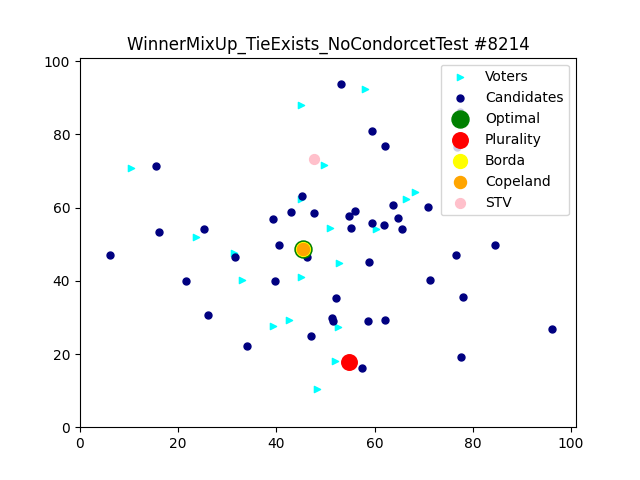 WinnerMixUp_TieExists_NoCondorcetTest #8214
100
80
60
40
20
0
0 20 40 60 80 100
Voters
Candidates
Optimal
Plurality
Borda
Copeland
STV